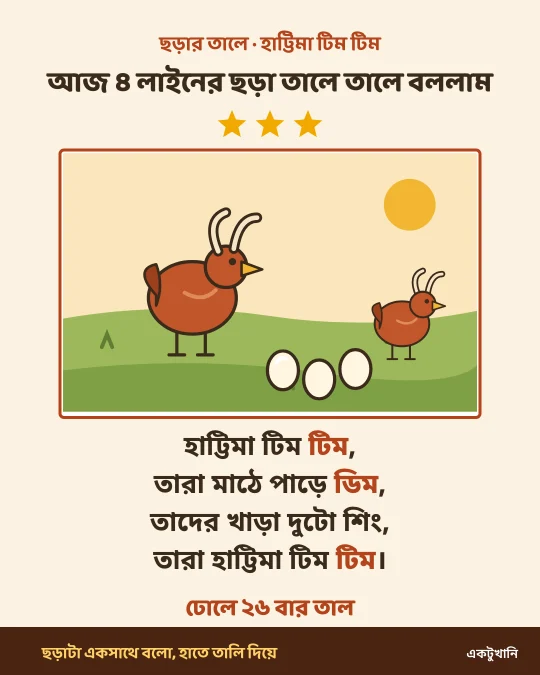 ছড়ার তালে · হাট্টিমা টিম টিম
আজ ৪ লাইনের ছড়া তালে তালে বললাম
হাট্টিমা টিম টিম,
তারা মাঠে পাড়ে ডিম,
তাদের খাড়া দুটো শিং,
তারা হাট্টিমা টিম টিম।
ঢোলে ২৬ বার তাল
ছড়াটা একসাথে বলো, হাতে তালি দিয়ে
একটুখানি